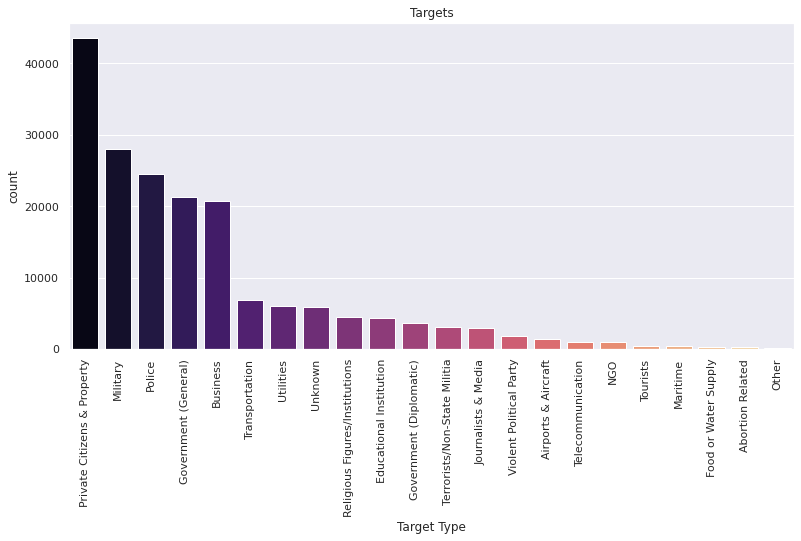 Targets
count
40000
30000
20000
10000
0
Private Citizens & Property
Military
Police
Government (General)
Business
Transportation
Utilities
Unknown
Religious Figures/Institutions
Educational Institution
Government (Diplomatic)
Terrorists/Non-State Militia
Journalists & Media
Violent Political Party
Airports & Aircraft
Telecommunication
NGO
Tourists
Maritime
Food or Water Supply
Abortion Related
Other
Target Type